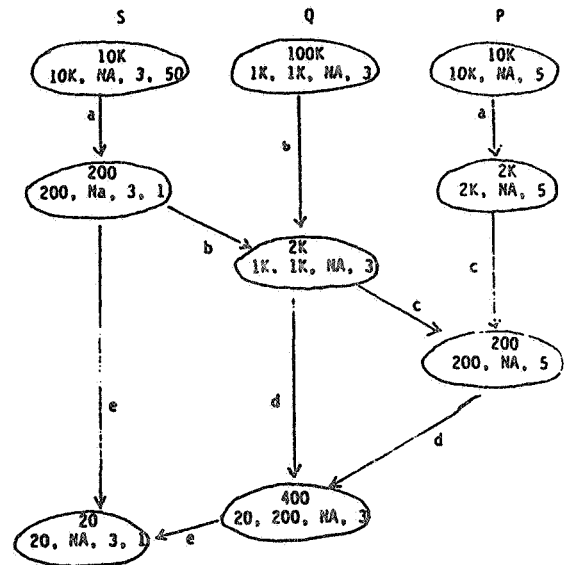 S Q P
10K
10K, NA, 3, 50
100K
1K, 1K, NA, 3
10K
10K, NA, 5
a
b
a
200
200, Na, 3, 1
2K
2K, NA, 5
b
2K
1K, 1K, NA, 3
c
c
200
200, NA, 5
e
d
d
400
20, 200, NA, 3
e
20
20, NA, 3, 1